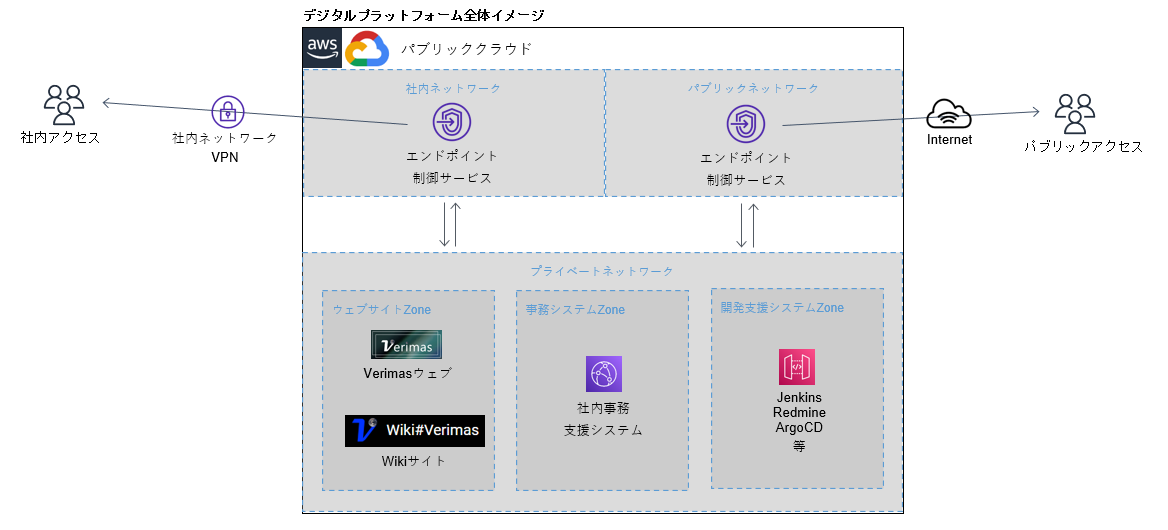 デジタルプラットフォーム全体イメージ
aws
パブリッククラウド
社内ネットワーク
パブリックネットワーク
エンドポイント
制御サービス
エンドポイント
制御サービス
社内アクセス
社内ネットワーク
VPN
Internet
パブリックアクセス
プライベートネットワーク
ウェブサイトZone
Verimas
Verimasウェブ
Wiki#Verimas
Wikiサイト
事務システムZone
社内事務
支援システム
開発支援システムZone
Jenkins
Redmine
ArgoCD
等